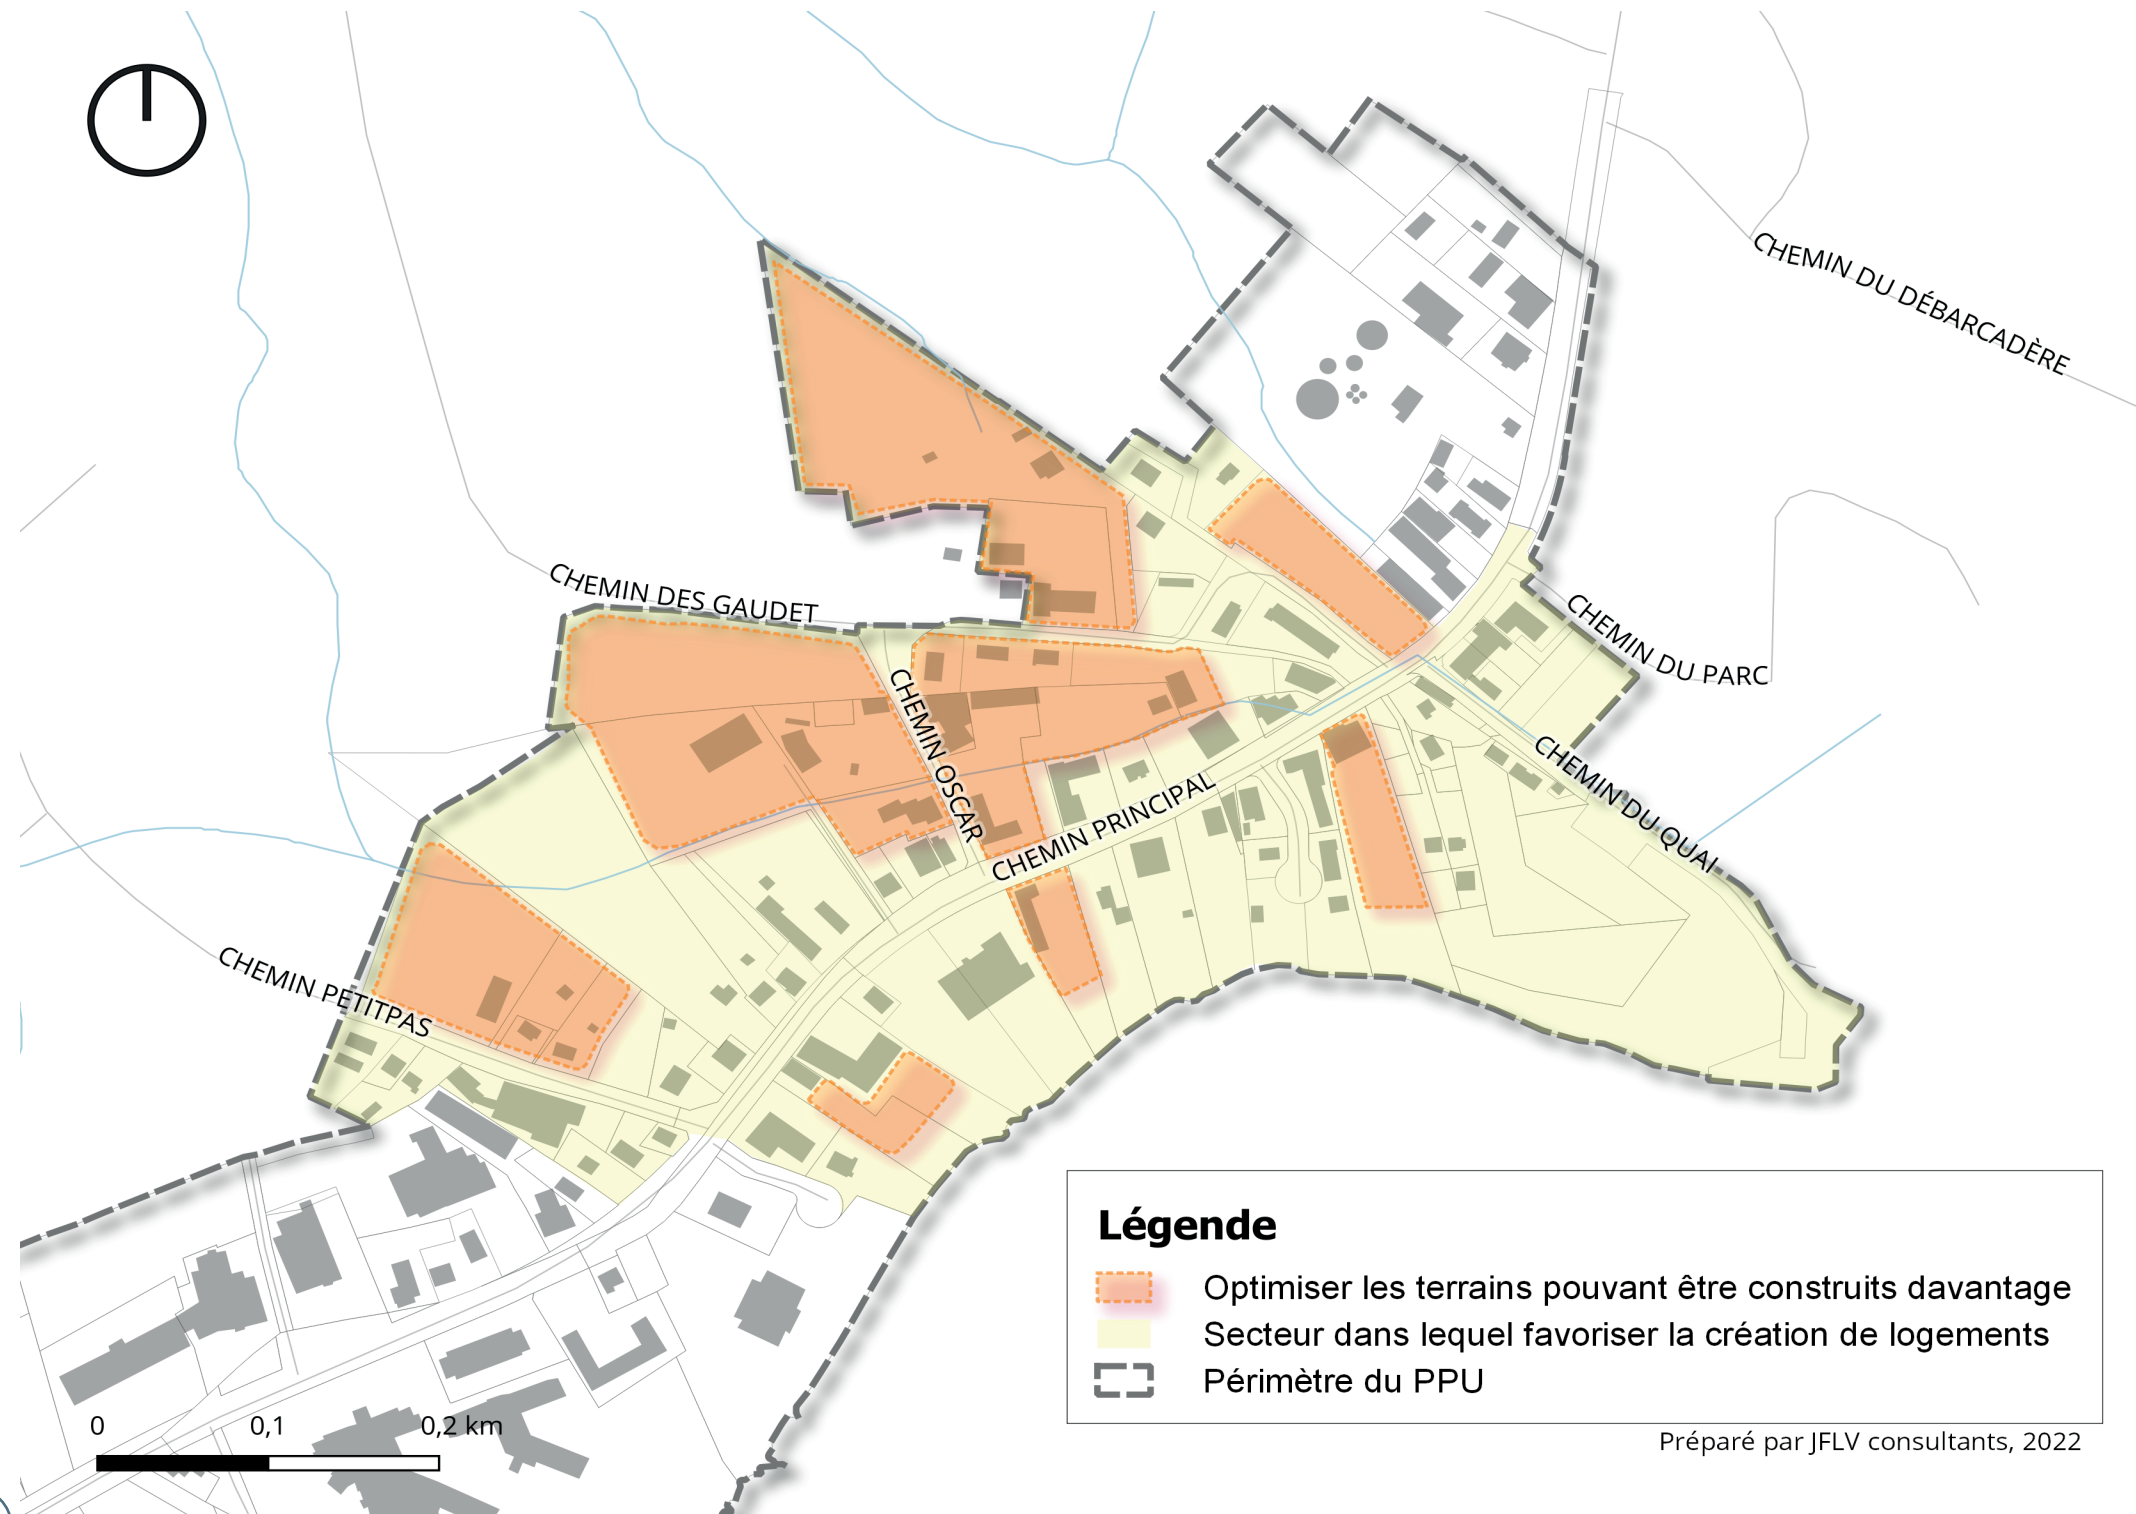 CHEMIN DU DÉBARCADÈRE
CHEMIN DES GAUDET
CHEMIN DU PARC
CHEMIN OSCAR
CHEMIN PRINCIPAL
CHEMIN DU QUAI
CHEMIN PETITPAS
Légende
Optimiser les terrains pouvant être construits davantage
Secteur dans lequel favoriser la création de logements
Périmètre du PPU
0 0,1 0,2 km
Préparé par JFLV consultants, 2022